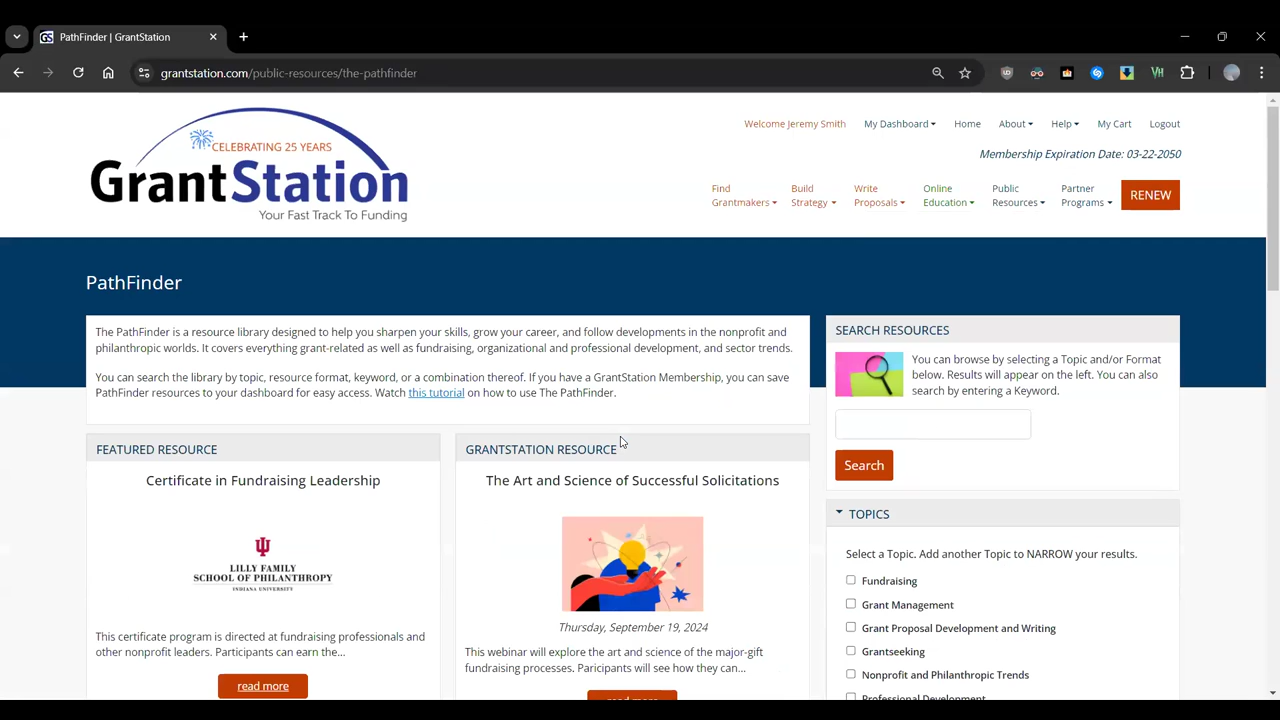 PathFinder | GrantStation
grantstation.com/public-resources/the-pathfinder
CELEBRATING 25 YEARS
GrantStation
Your Fast Track To Funding
Welcome Jeremy Smith My Dashboard Home About Help My Cart Logout
Membership Expiration Date: 03-22-2050
Find Grantmakers
Build Strategy
Write Proposals
Online Education
Public Resources
Partner Programs
RENEW
PathFinder
The PathFinder is a resource library designed to help you sharpen your skills, grow your career, and follow developments in the nonprofit and
philanthropic worlds. It covers everything grant-related as well as fundraising, organizational and professional development, and sector trends.
You can search the library by topic, resource format, keyword, or a combination thereof. If you have a GrantStation Membership, you can save
PathFinder resources to your dashboard for easy access. Watch this tutorial on how to use The PathFinder.
FEATURED RESOURCE
Certificate in Fundraising Leadership
LILLY FAMILY
SCHOOL OF PHILANTHROPY
INDIANA UNIVERSITY
This certificate program is directed at fundraising professionals and
other nonprofit leaders. Participants can earn the...
read more
GRANTSTATION RESOURCE
The Art and Science of Successful Solicitations
Thursday, September 19, 2024
This webinar will explore the art and science of the major-gift
fundraising processes. Paricipants will see how they can...
read more
SEARCH RESOURCES
You can browse by selecting a Topic and/or Format
below. Results will appear on the left. You can also
search by entering a Keyword.
Search
TOPICS
Select a Topic. Add another Topic to NARROW your results.
Fundraising
Grant Management
Grant Proposal Development and Writing
Grantseeking
Nonprofit and Philanthropic Trends
Professional Development